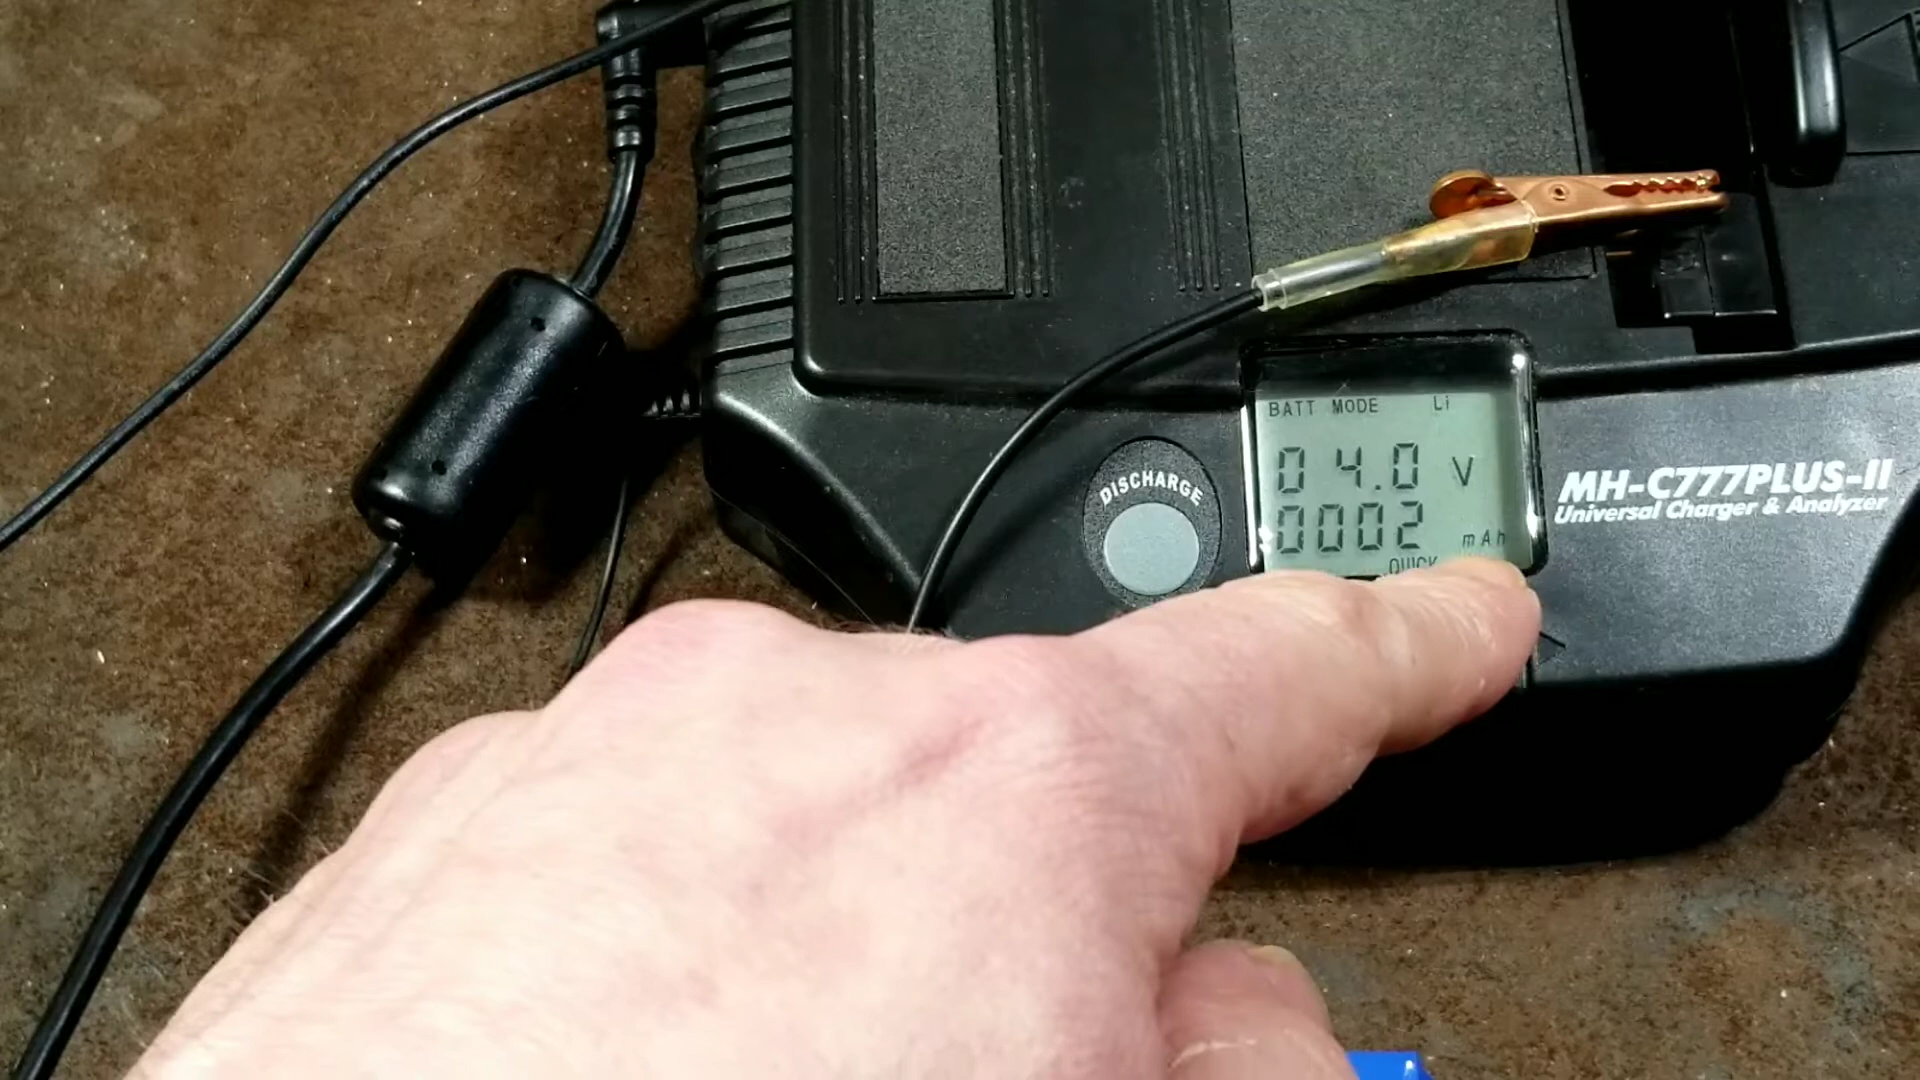 BATT MODE Li
04.0 V
0002 mAh
QUICK
DISCHARGE
MH-C777PLUS-II
Universal Charger & Analyzer